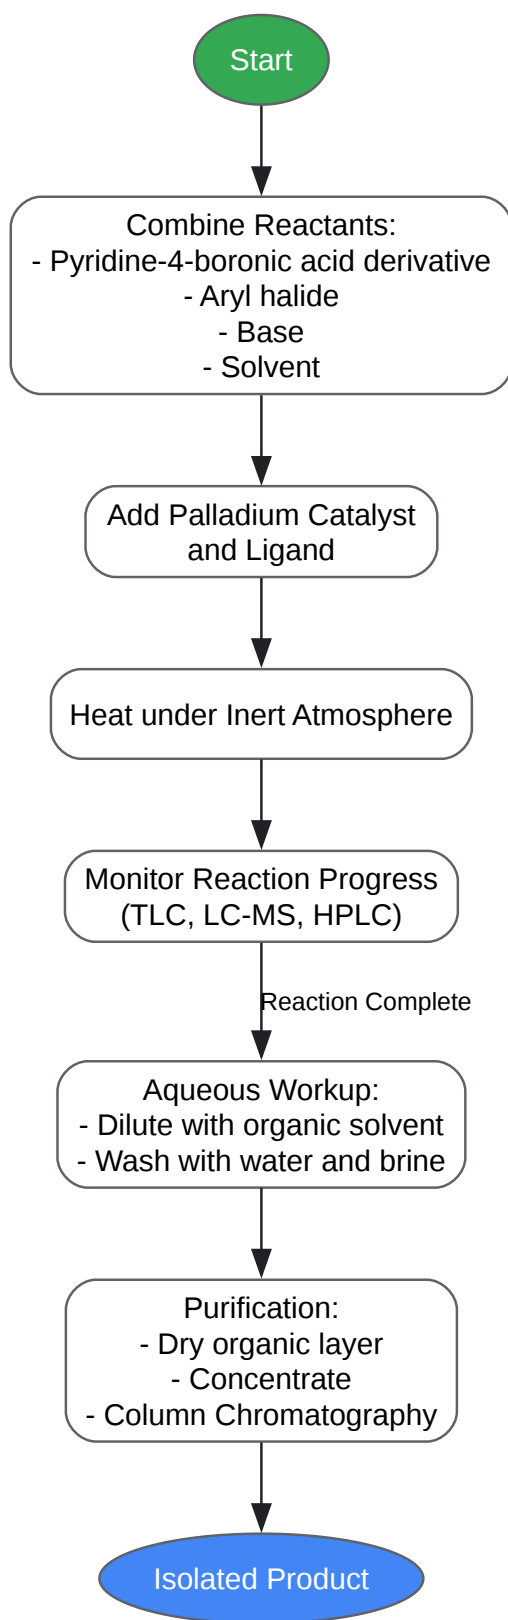 Start
Combine Reactants:
- Pyridine-4-boronic acid derivative
- Aryl halide
- Base
- Solvent
Add Palladium Catalyst
and Ligand
Heat under Inert Atmosphere
Monitor Reaction Progress
(TLC, LC-MS, HPLC)
Reaction Complete
Aqueous Workup:
- Dilute with organic solvent
- Wash with water and brine
Purification:
- Dry organic layer
- Concentrate
- Column Chromatography
Isolated Product